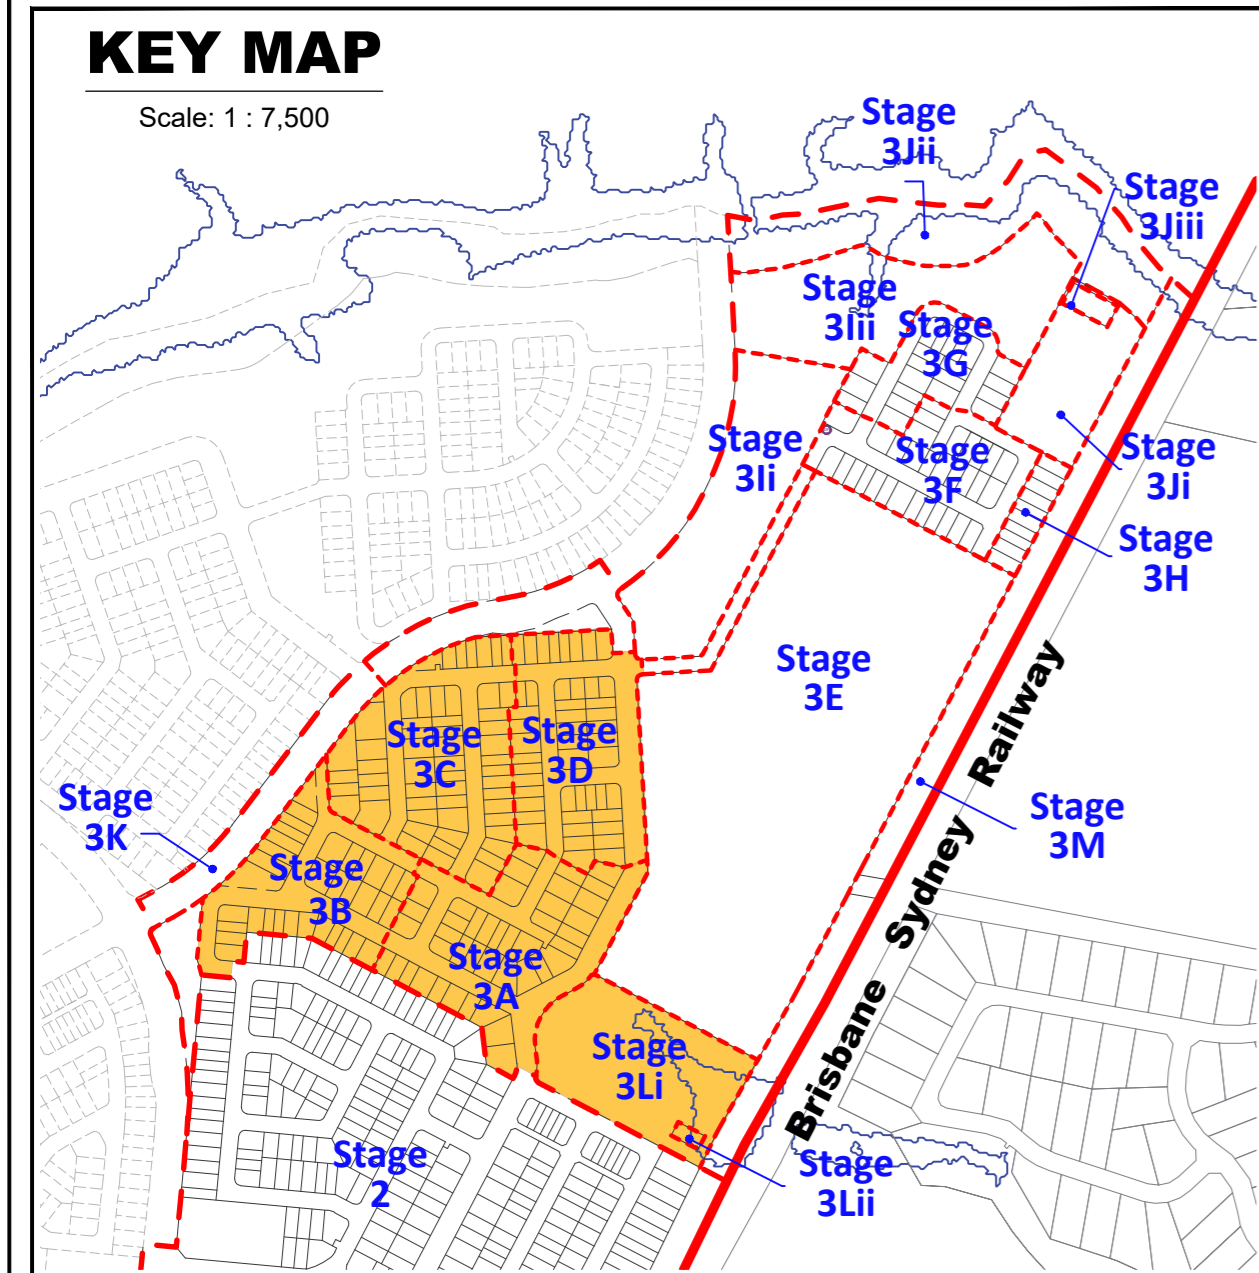 KEY MAP
Scale: 1 : 7,500
Stage
3Jii
Stage
3Jiii
Stage
3Iii
Stage
3G
Stage
3Ii
Stage
3F
Stage
3Ji
Stage
3H
Stage
3E
Stage
3C
Stage
3D
Stage
3K
Stage
3M
Stage
3B
Stage
3A
Stage
3Li
Stage
2
Stage
3Lii
Brisbane Sydney Railway